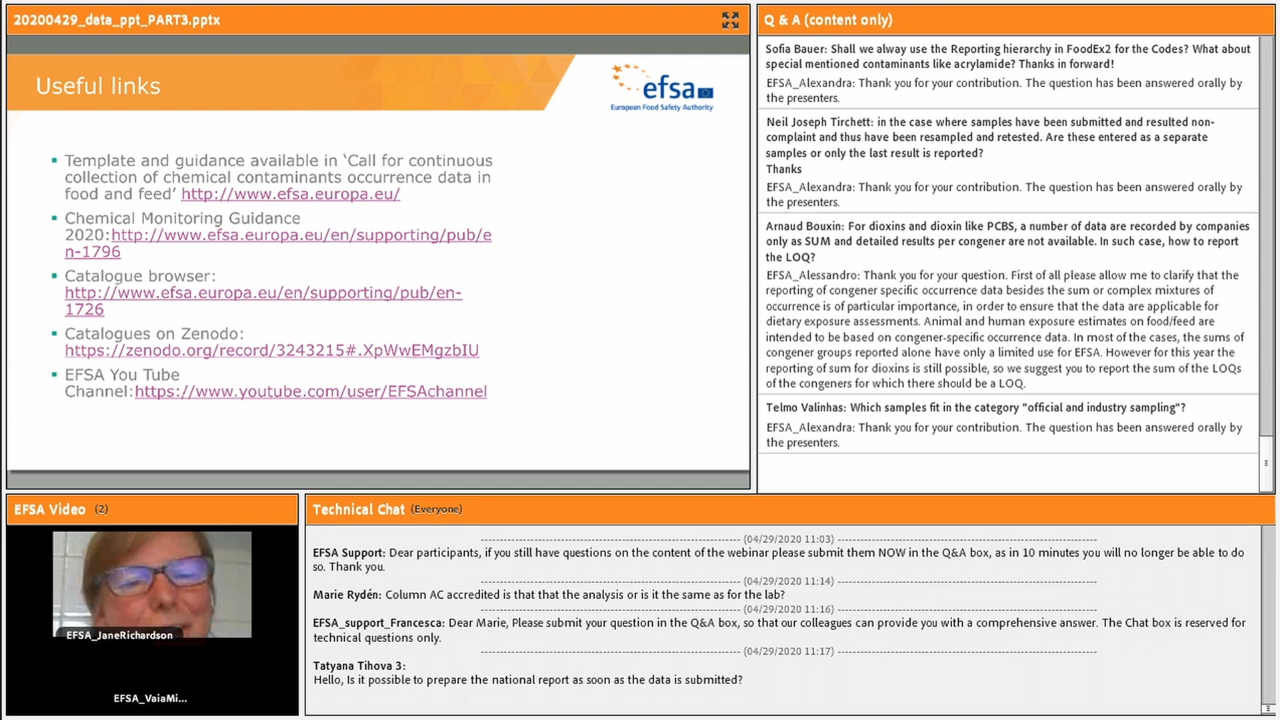 20200429_data_ppt_PART3.pptx
Useful links
efsa
European Food Safety Authority
Template and guidance available in ‘Call for continuous
collection of chemical contaminants occurrence data in
food and feed’ http://www.efsa.europa.eu/
Chemical Monitoring Guidance
2020:http://www.efsa.europa.eu/en/supporting/pub/e
n-1796
Catalogue browser:
http://www.efsa.europa.eu/en/supporting/pub/en-
1726
Catalogues on Zenodo:
https://zenodo.org/record/3243215#.XpWwEMgzbIU
EFSA You Tube
Channel:https://www.youtube.com/user/EFSAchannel
Q & A (content only)
Sofia Bauer: Shall we alway use the Reporting hierarchy in FoodEx2 for the Codes? What about
special mentioned contaminants like acrylamide? Thanks in forward!
EFSA_Alexandra: Thank you for your contribution. The question has been answered orally by
the presenters.
Neil Joseph Tirchett: in the case where samples have been submitted and resulted non-
complaint and thus have been resampled and retested. Are these entered as a separate
samples or only the last result is reported?
Thanks
EFSA_Alexandra: Thank you for your contribution. The question has been answered orally by
the presenters.
Arnaud Bouxin: For dioxins and dioxin like PCBS, a number of data are recorded by companies
only as SUM and detailed results per congener are not available. In such case, how to report
the LOQ?
EFSA_Alessandro: Thank you for your question. First of all please allow me to clarify that the
reporting of congener specific occurrence data besides the sum or complex mixtures of
occurrence is of particular importance, in order to ensure that the data are applicable for
dietary exposure assessments. Animal and human exposure estimates on food/feed are
intended to be based on congener-specific occurrence data. In most of the cases, the sums of
congener groups reported alone have only a limited use for EFSA. However for this year the
reporting of sum for dioxins is still possible, so we suggest you to report the sum of the LOQs
of the congeners for which there should be a LOQ.
Telmo Valinhas: Which samples fit in the category "official and industry sampling"?
EFSA_Alexandra: Thank you for your contribution. The question has been answered orally by
the presenters.
EFSA Video (2)
EFSA_JaneRichardson
EFSA_VaiaMi...
Technical Chat (Everyone)
(04/29/2020 11:03)
EFSA Support: Dear participants, if you still have questions on the content of the webinar please submit them NOW in the Q&A box, as in 10 minutes you will no longer be able to do
so. Thank you.
(04/29/2020 11:14)
Marie Rydén: Column AC accredited is that that the analysis or is it the same as for the lab?
(04/29/2020 11:16)
EFSA_support_Francesca: Dear Marie, Please submit your question in the Q&A box, so that our colleagues can provide you with a comprehensive answer. The Chat box is reserved for
technical questions only.
(04/29/2020 11:17)
Tatyana Tihova 3:
Hello, Is it possible to prepare the national report as soon as the data is submitted?